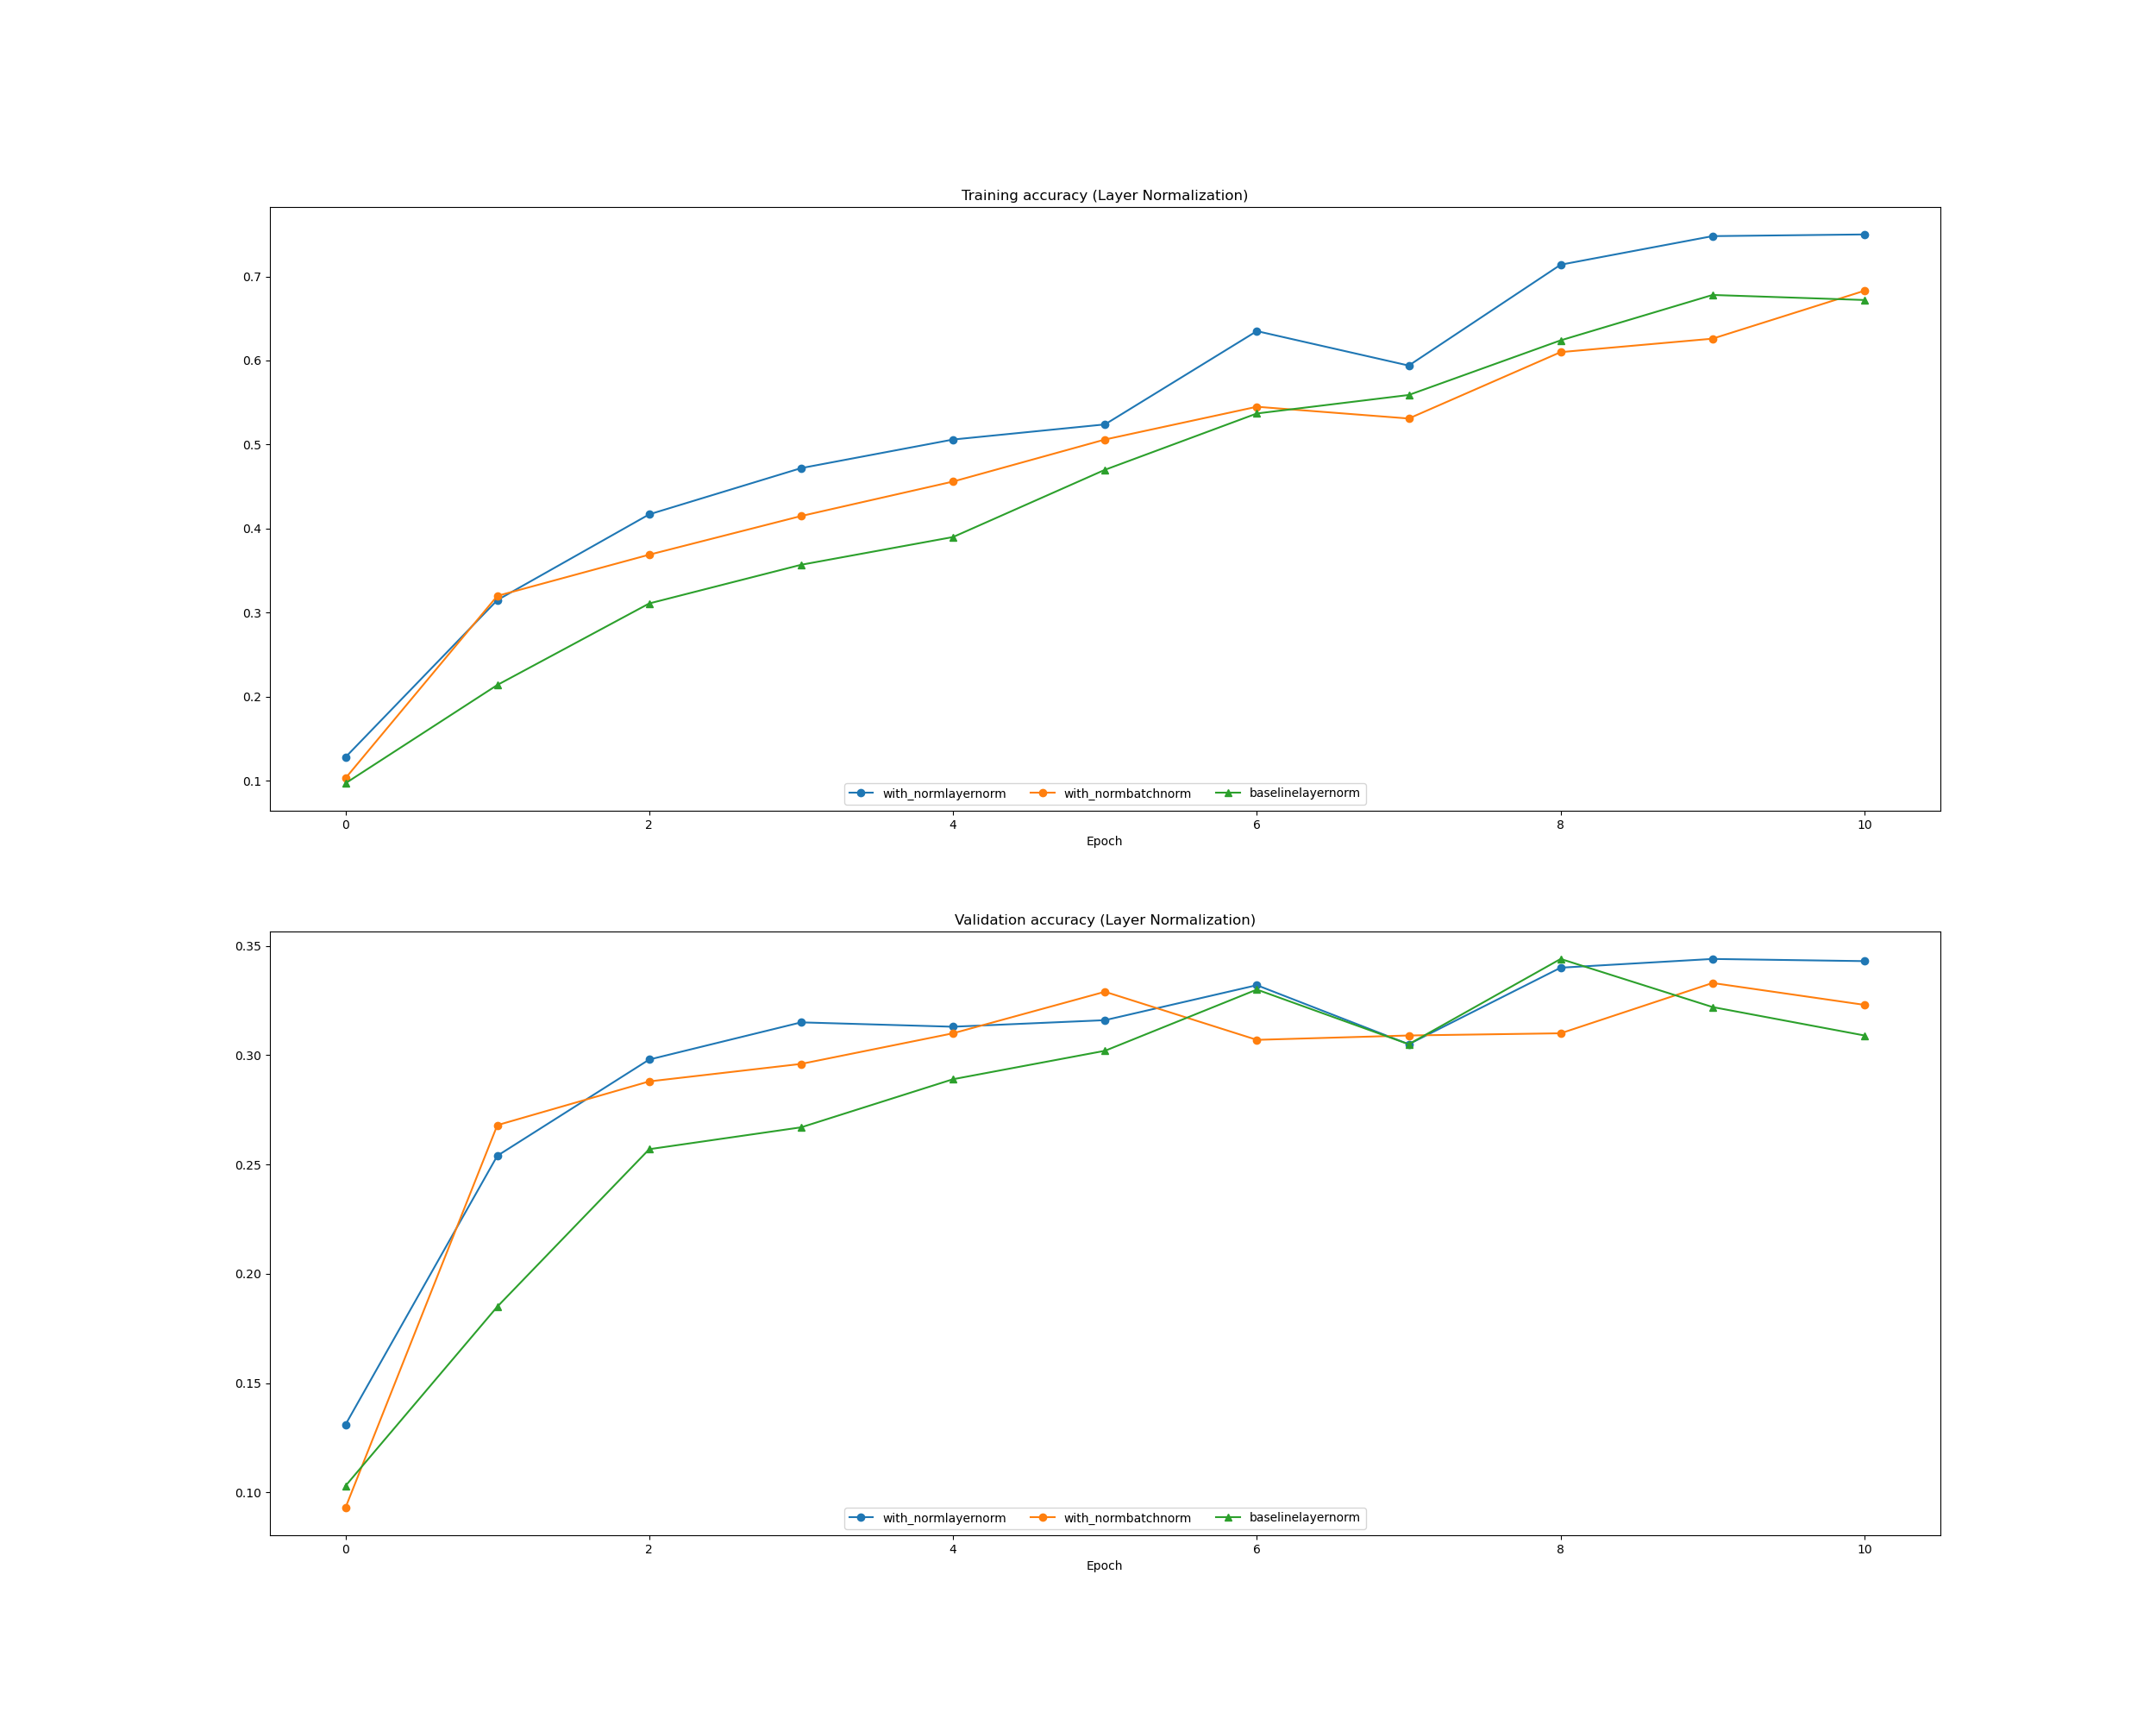 Training accuracy (Layer Normalization)
0.7
0.6
0.5
0.4
0.3
0.2
0.1
with_normlayernorm with_normbatchnorm baselinelayernorm
0 2 4 6 8 10
Epoch
Validation accuracy (Layer Normalization)
0.35
0.30
0.25
0.20
0.15
0.10
with_normlayernorm with_normbatchnorm baselinelayernorm
0 2 4 6 8 10
Epoch